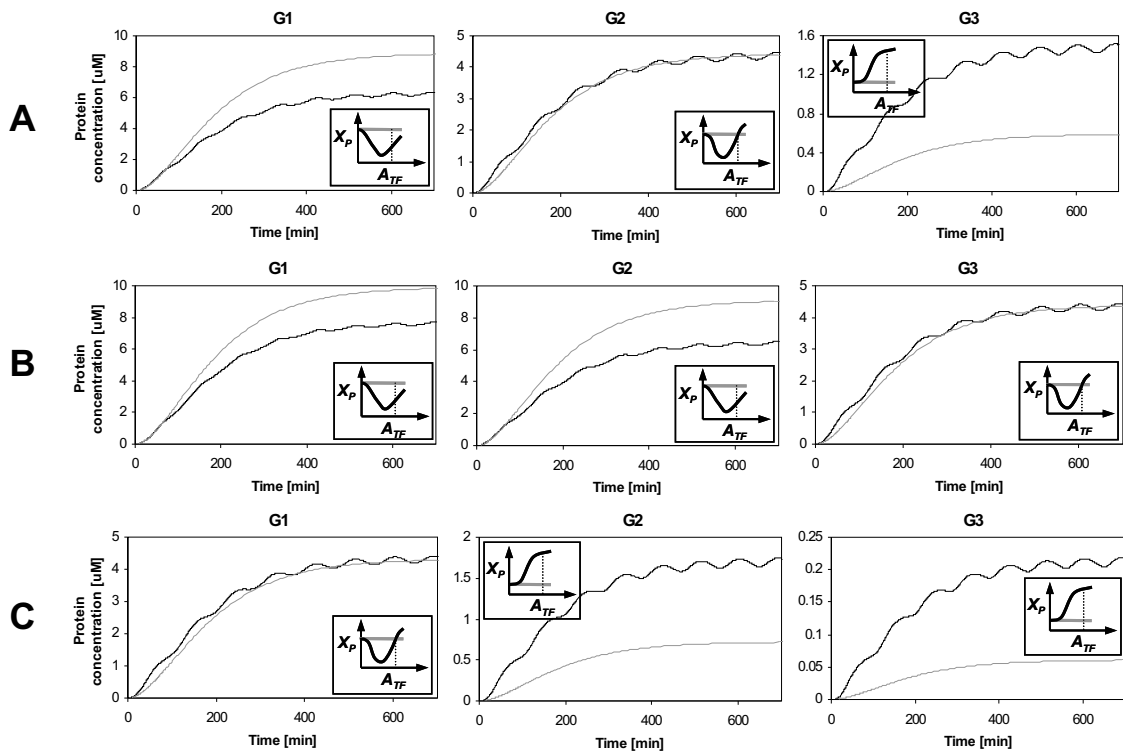 G1 G2 G3
A
Protein concentration [uM]
10
8
6
4
2
0
X_P
A_TF
0 200 400 600
Time [min]
5
4
3
2
1
0
X_P
A_TF
0 200 400 600
Time [min]
1.6
1.2
0.8
0.4
0
X_P
A_TF
0 200 400 600
Time [min]
G1 G2 G3
B
Protein concentration [uM]
10
8
6
4
2
0
X_P
A_TF
0 200 400 600
Time [min]
10
8
6
4
2
0
X_P
A_TF
0 200 400 600
Time [min]
5
4
3
2
1
0
X_P
A_TF
0 200 400 600
Time [min]
G1 G2 G3
C
Protein concentration [uM]
5
4
3
2
1
0
X_P
A_TF
0 200 400 600
Time [min]
2
1.5
1
0.5
0
X_P
A_TF
0 200 400 600
Time [min]
0.25
0.2
0.15
0.1
0.05
0
X_P
A_TF
0 200 400 600
Time [min]